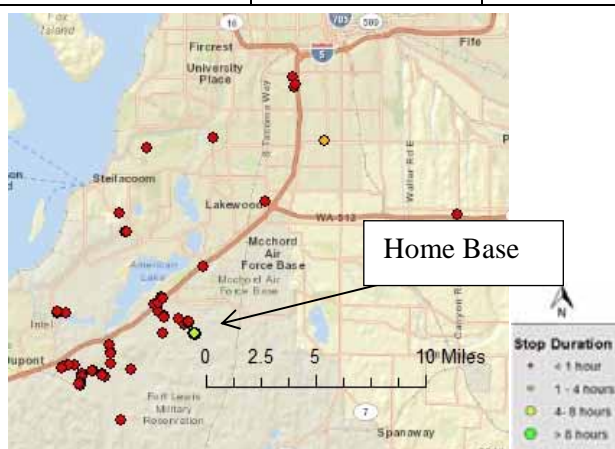 Fox
Island
16
705
509
Fircrest
5
Fife
University
Place
S Tacoma Way
Waller Rd E
Steilacoom
Lakewood
WA-512
Home Base
Mcchord
Air
Force Base
American
Lake
Mcchord Air
Force Base
Canyon R
N
Intel
Dupont
Stop Duration
< 1 hour
1 - 4 hours
4- 8 hours
> 8 hours
0 2.5 5 10 Miles
Fort Lewis
Military
Reservation
7
Spanaway